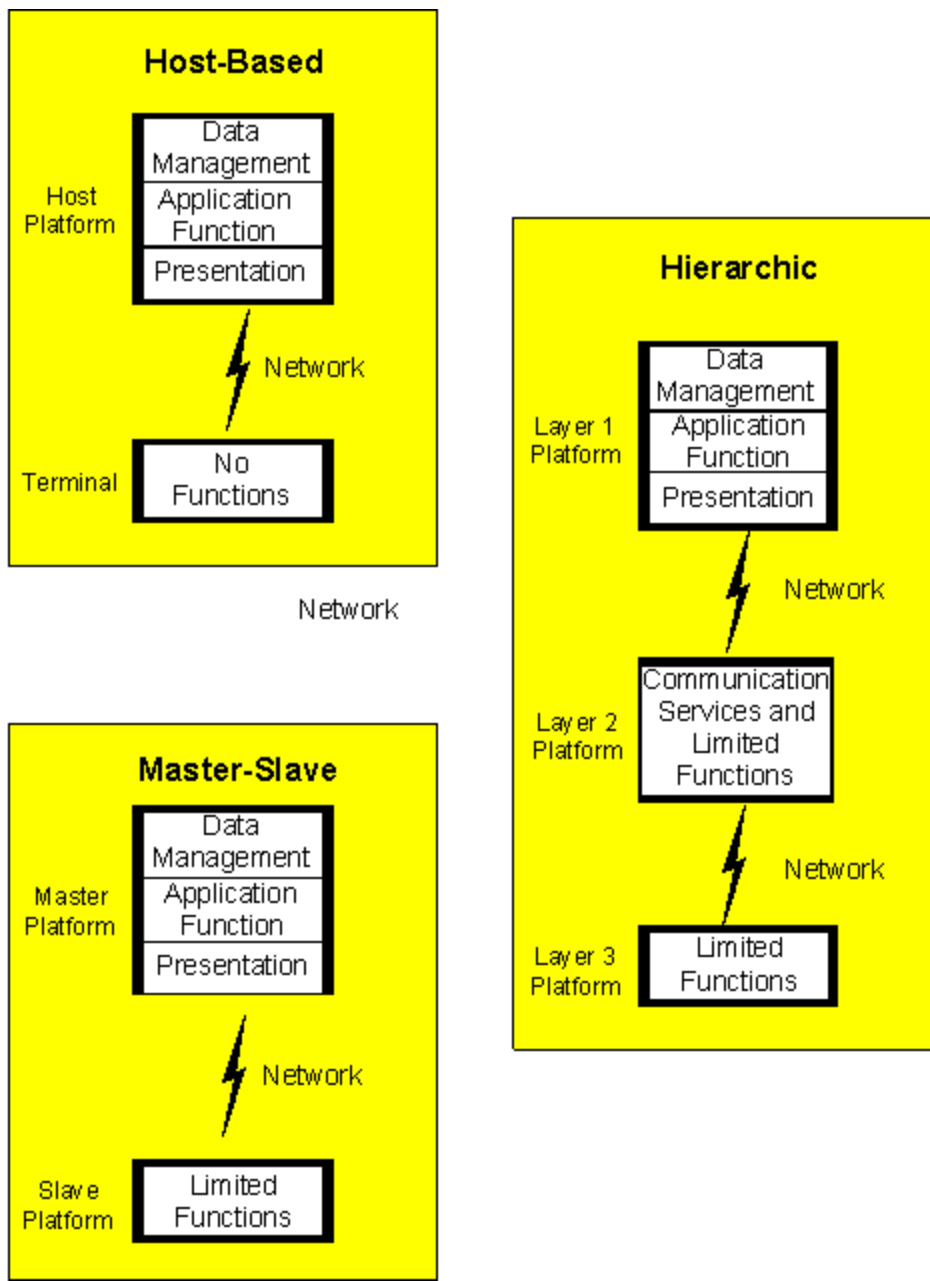 Host-Based
Host
Platform
Data
Management
Application
Function
Presentation
Network
Terminal
No
Functions
Network
Master-Slave
Master
Platform
Data
Management
Application
Function
Presentation
Network
Slave
Platform
Limited
Functions
Hierarchic
Layer 1
Platform
Data
Management
Application
Function
Presentation
Network
Layer 2
Platform
Communication
Services and
Limited
Functions
Network
Layer 3
Platform
Limited
Functions